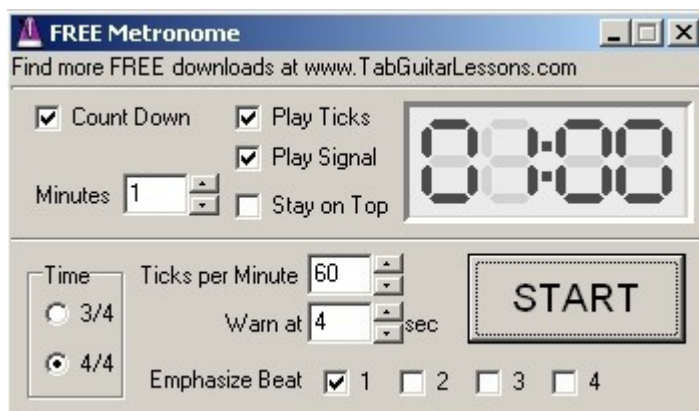 FREE Metronome
Find more FREE downloads at www.TabGuitarLessons.com
Count Down
Play Ticks
01:00
Play Signal
Minutes 1
Stay on Top
Time
Ticks per Minute 60
START
3/4
Warn at 4 sec
4/4
Emphasize Beat 1 2 3 4